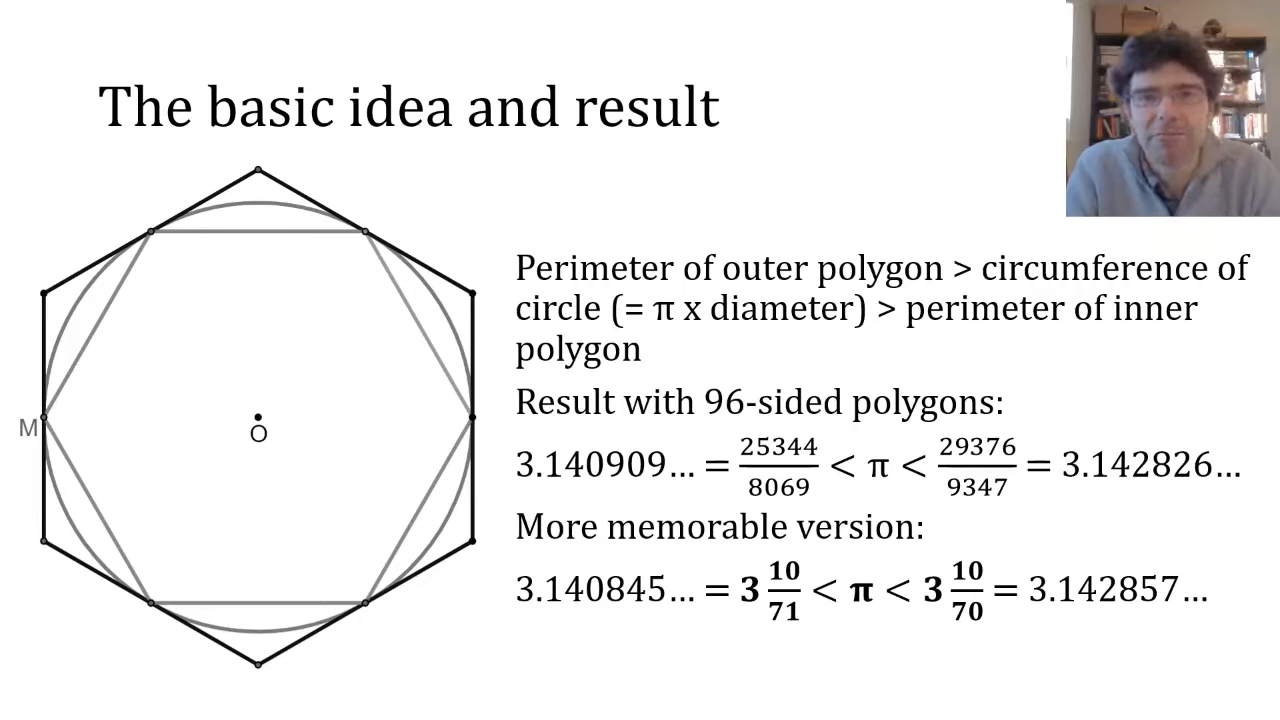 The basic idea and result
Perimeter of outer polygon > circumference of
circle (= π x diameter) > perimeter of inner
polygon
Result with 96-sided polygons:
3.140909… = 25344/8069 < π < 29376/9347 = 3.142826…
More memorable version:
3.140845… = 3 10/71 < π < 3 10/70 = 3.142857…
M
O